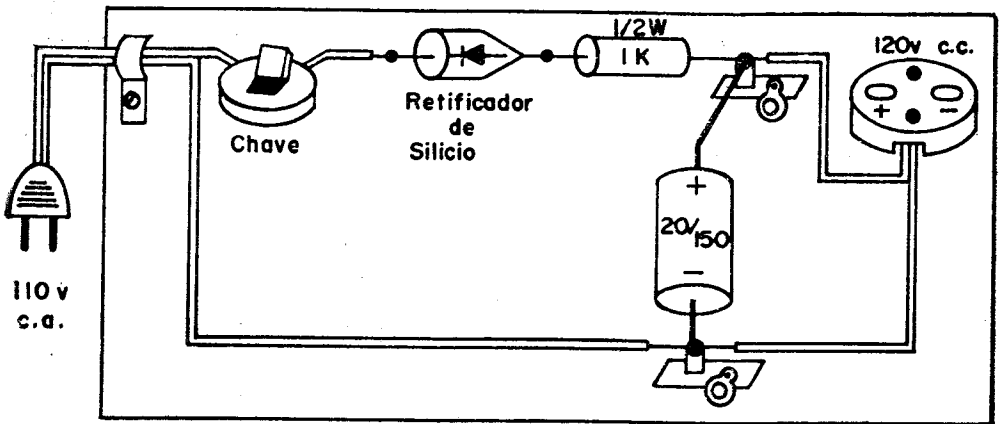 1/2W
1K
120v c.c.
+ −
Retificador
de
Silicio
Chave
+
20/150
−
110 v
c.a.